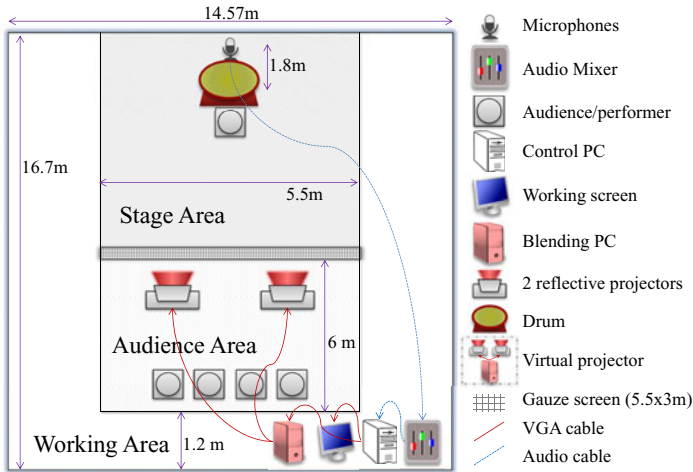 14.57m
1.8m
16.7m
5.5m
Stage Area
6 m
Audience Area
Working Area
1.2 m
Microphones
Audio Mixer
Audience/performer
Control PC
Working screen
Blending PC
2 reflective projectors
Drum
Virtual projector
Gauze screen (5.5x3m)
VGA cable
Audio cable